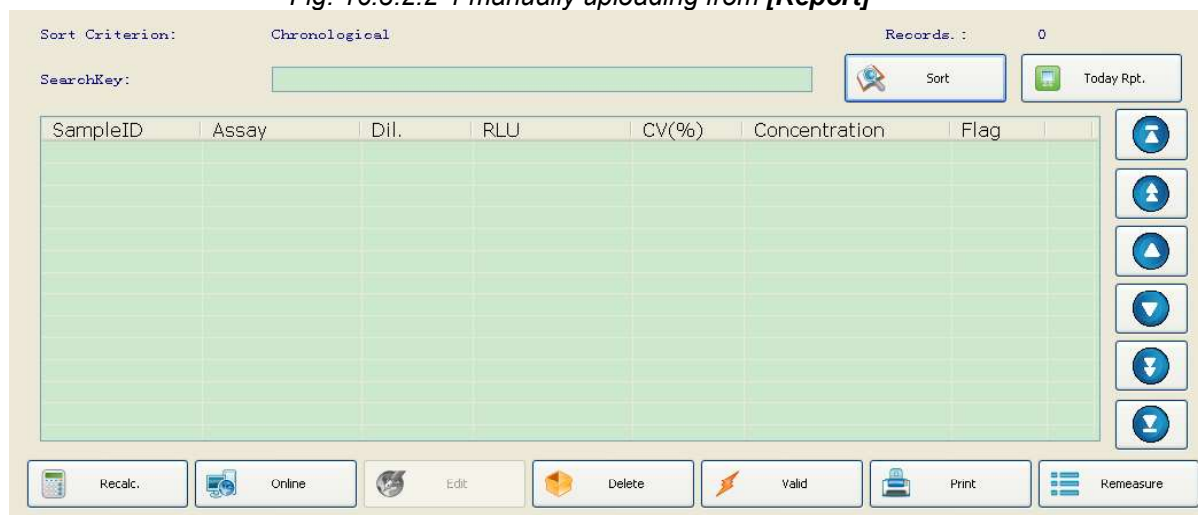 Fig. 10.3.2.2-1 manually uploading from [Report]
Sort Criterion: Chronological Records.: 0
SearchKey: Sort Today Rpt.
SampleID Assay Dil. RLU CV(%) Concentration Flag
Recalc. Online Edit Delete Valid Print Remeasure